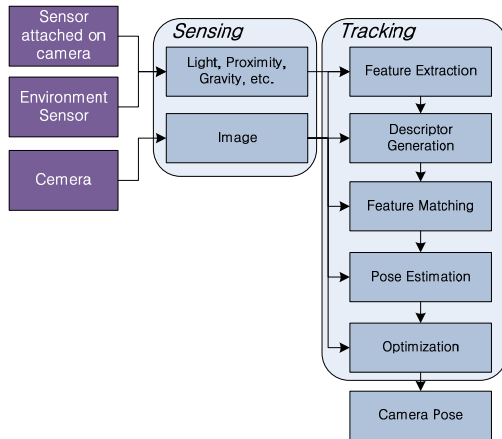 Sensor
attached on
camera
Environment
Sensor
Cemera
Sensing
Light, Proximity,
Gravity, etc.
Image
Tracking
Feature Extraction
Descriptor
Generation
Feature Matching
Pose Estimation
Optimization
Camera Pose